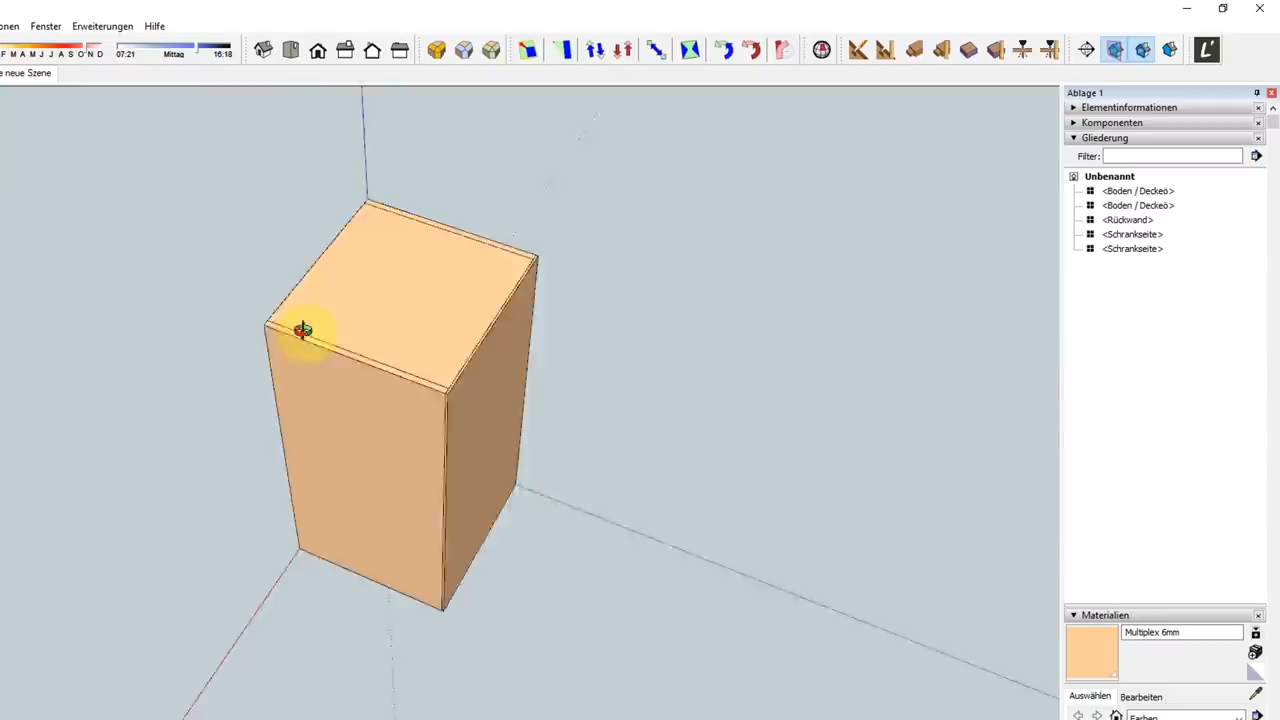 onen Fenster Erweiterungen Hilfe
F M A M J J A S O N D 07:21 Mittag 16:18
e neue Szene
Ablage 1
Elementinformationen
Komponenten
Gliederung
Filter:
Unbenannt
<Boden / Deckeö>
<Boden / Deckeö>
<Rückwand>
<Schrankseite>
<Schrankseite>
Materialien
Multiplex 6mm
Auswählen Bearbeiten
Farben